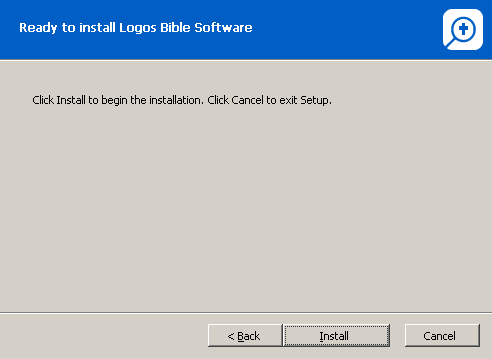 Ready to install Logos Bible Software
Click Install to begin the installation. Click Cancel to exit Setup.
< Back
Install
Cancel